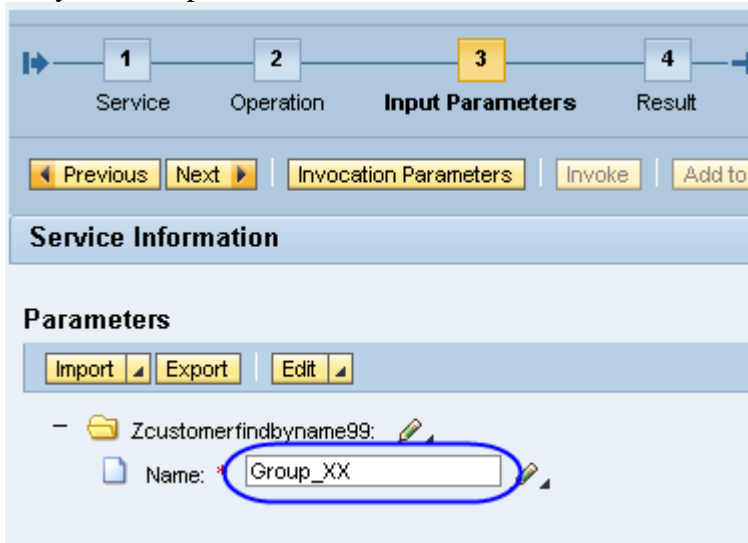 1 2 3 4
Service Operation Input Parameters Result
Previous Next Invocation Parameters Invoke Add to
Service Information
Parameters
Import Export Edit
Zcustomerfindbyname99:
Name: * Group_XX